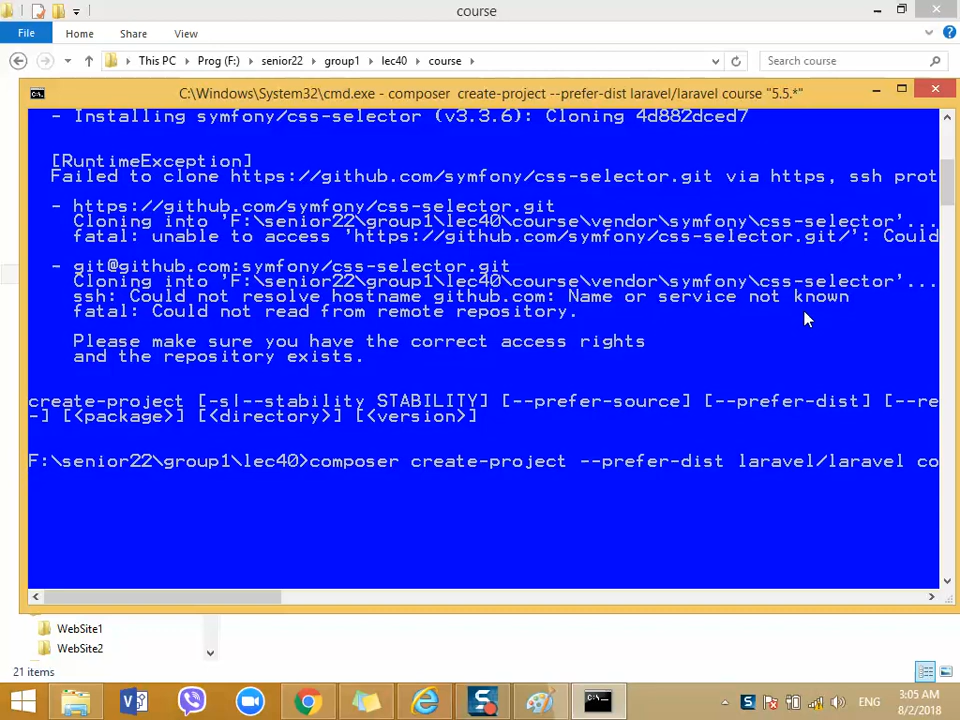 course
File Home Share View
This PC Prog (F:) senior22 group1 lec40 course Search course
C:\Windows\System32\cmd.exe - composer  create-project --prefer-dist laravel/laravel course "5.5.*"
- Installing symfony/css-selector (v3.3.6): Cloning 4d882dced7
[RuntimeException]
Failed to clone https://github.com/symfony/css-selector.git via https, ssh prot
- https://github.com/symfony/css-selector.git
Cloning into 'F:\senior22\group1\lec40\course\vendor\symfony\css-selector'...
fatal: unable to access 'https://github.com/symfony/css-selector.git/': Could
- git@github.com:symfony/css-selector.git
Cloning into 'F:\senior22\group1\lec40\course\vendor\symfony\css-selector'...
ssh: Could not resolve hostname github.com: Name or service not known
fatal: Could not read from remote repository.
Please make sure you have the correct access rights
and the repository exists.
create-project [-s|--stability STABILITY] [--prefer-source] [--prefer-dist] [--re
-] [<package>] [<directory>] [<version>]
F:\senior22\group1\lec40>composer create-project --prefer-dist laravel/laravel co
WebSite1
WebSite2
21 items
ENG
3:05 AM
8/2/2018